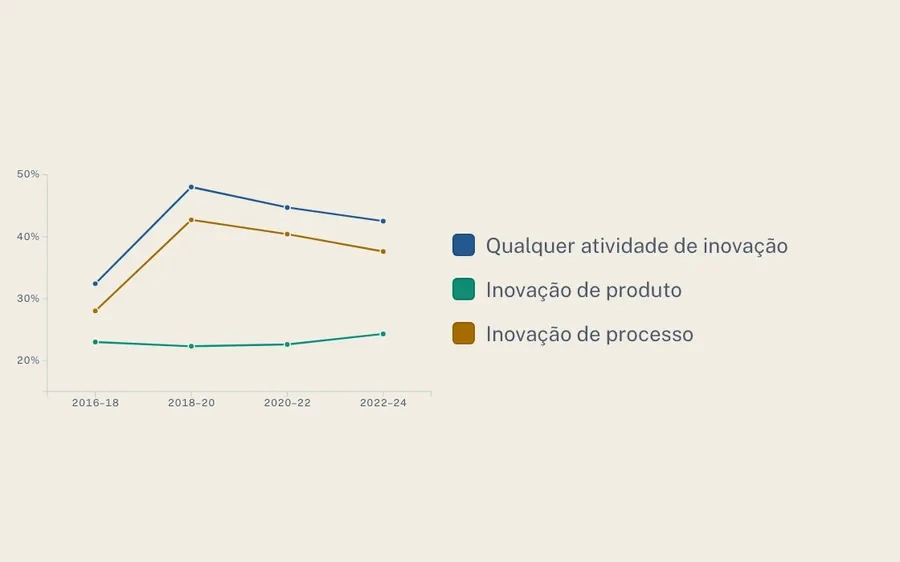 50%
40%
30%
20%
2016–18
2018–20
2020–22
2022–24
Qualquer atividade de inovação
Inovação de produto
Inovação de processo